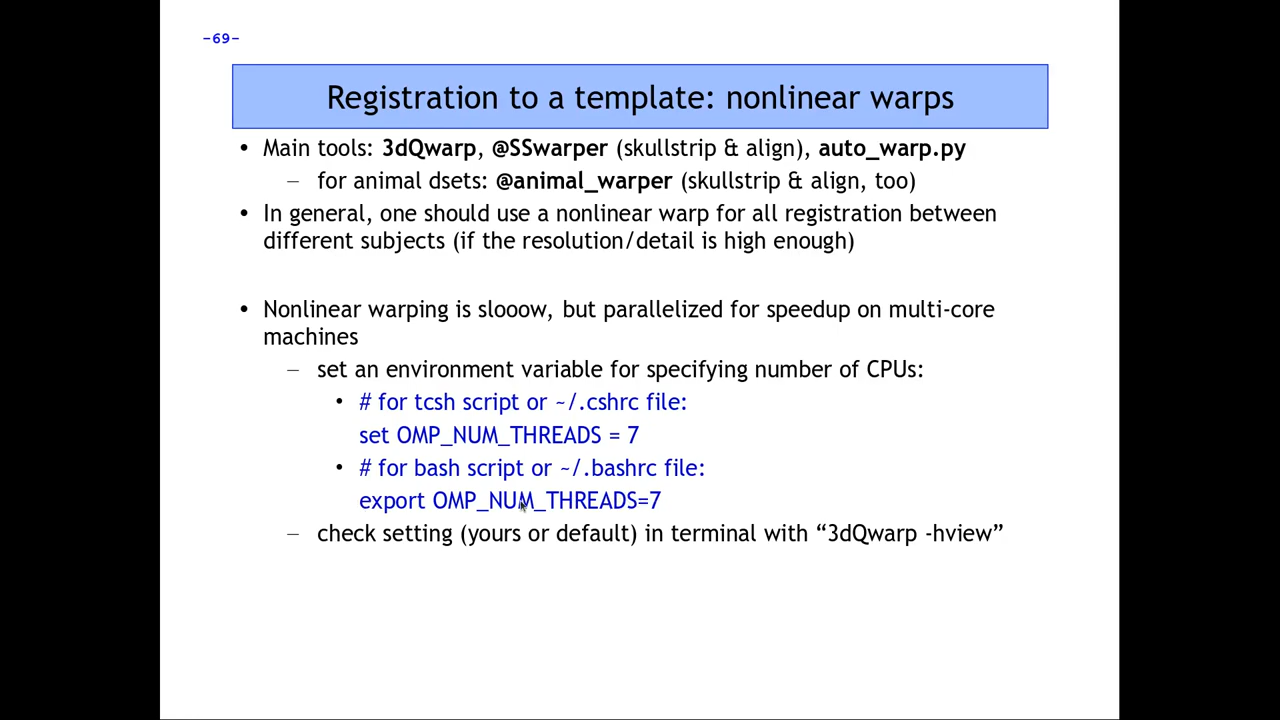 -69-
Registration to a template: nonlinear warps
• Main tools: 3dQwarp, @SSwarper (skullstrip & align), auto_warp.py
– for animal dsets: @animal_warper (skullstrip & align, too)
• In general, one should use a nonlinear warp for all registration between
different subjects (if the resolution/detail is high enough)
• Nonlinear warping is slooow, but parallelized for speedup on multi-core
machines
– set an environment variable for specifying number of CPUs:
• # for tcsh script or ~/.cshrc file:
set OMP_NUM_THREADS = 7
• # for bash script or ~/.bashrc file:
export OMP_NUM_THREADS=7
– check setting (yours or default) in terminal with “3dQwarp -hview”